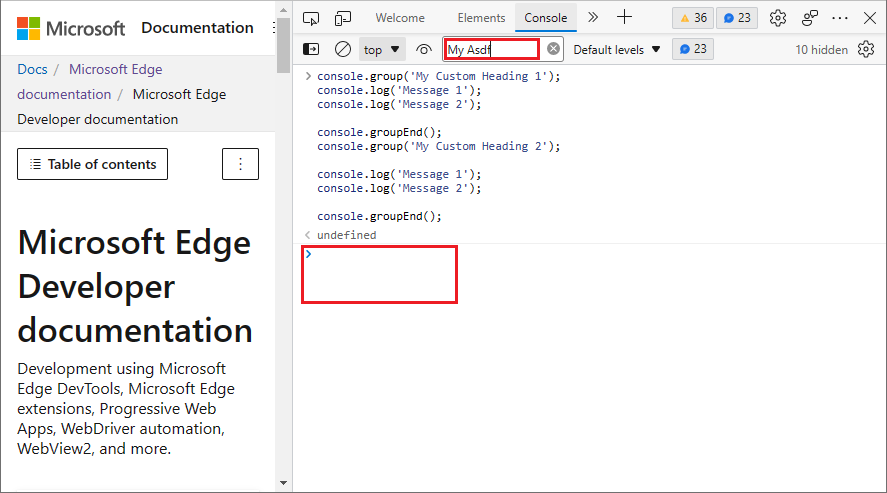 Microsoft
Documentation
Docs / Microsoft Edge
documentation / Microsoft Edge
Developer documentation
Table of contents
Microsoft Edge
Developer
documentation
Development using Microsoft
Edge DevTools, Microsoft Edge
extensions, Progressive Web
Apps, WebDriver automation,
WebView2, and more.
Welcome Elements Console 36 23
top My Asdf Default levels 23 10 hidden
console.group('My Custom Heading 1');
console.log('Message 1');
console.log('Message 2');
console.groupEnd();
console.group('My Custom Heading 2');
console.log('Message 1');
console.log('Message 2');
console.groupEnd();
undefined